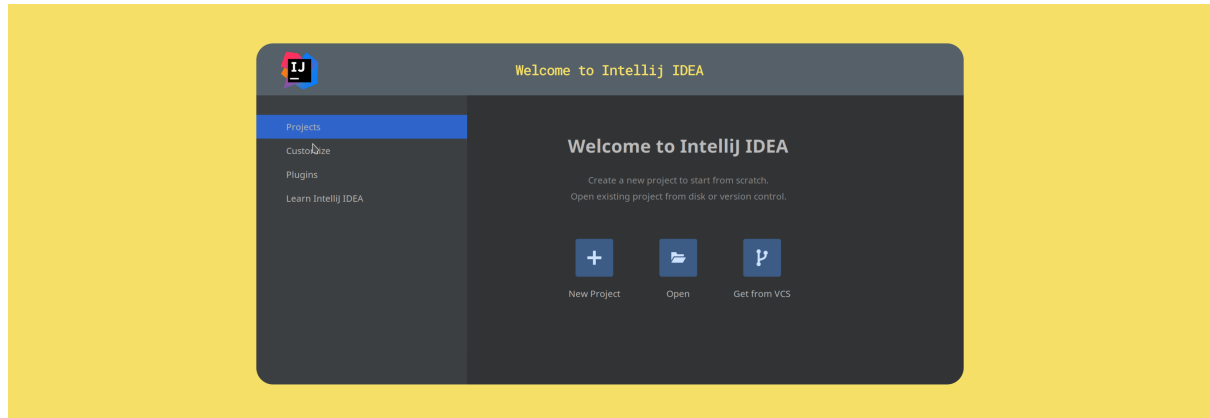 IJ
Welcome to Intellij IDEA
Projects
Customize
Plugins
Learn IntelliJ IDEA
Welcome to IntelliJ IDEA
Create a new project to start from scratch.
Open existing project from disk or version control.
New Project
Open
Get from VCS